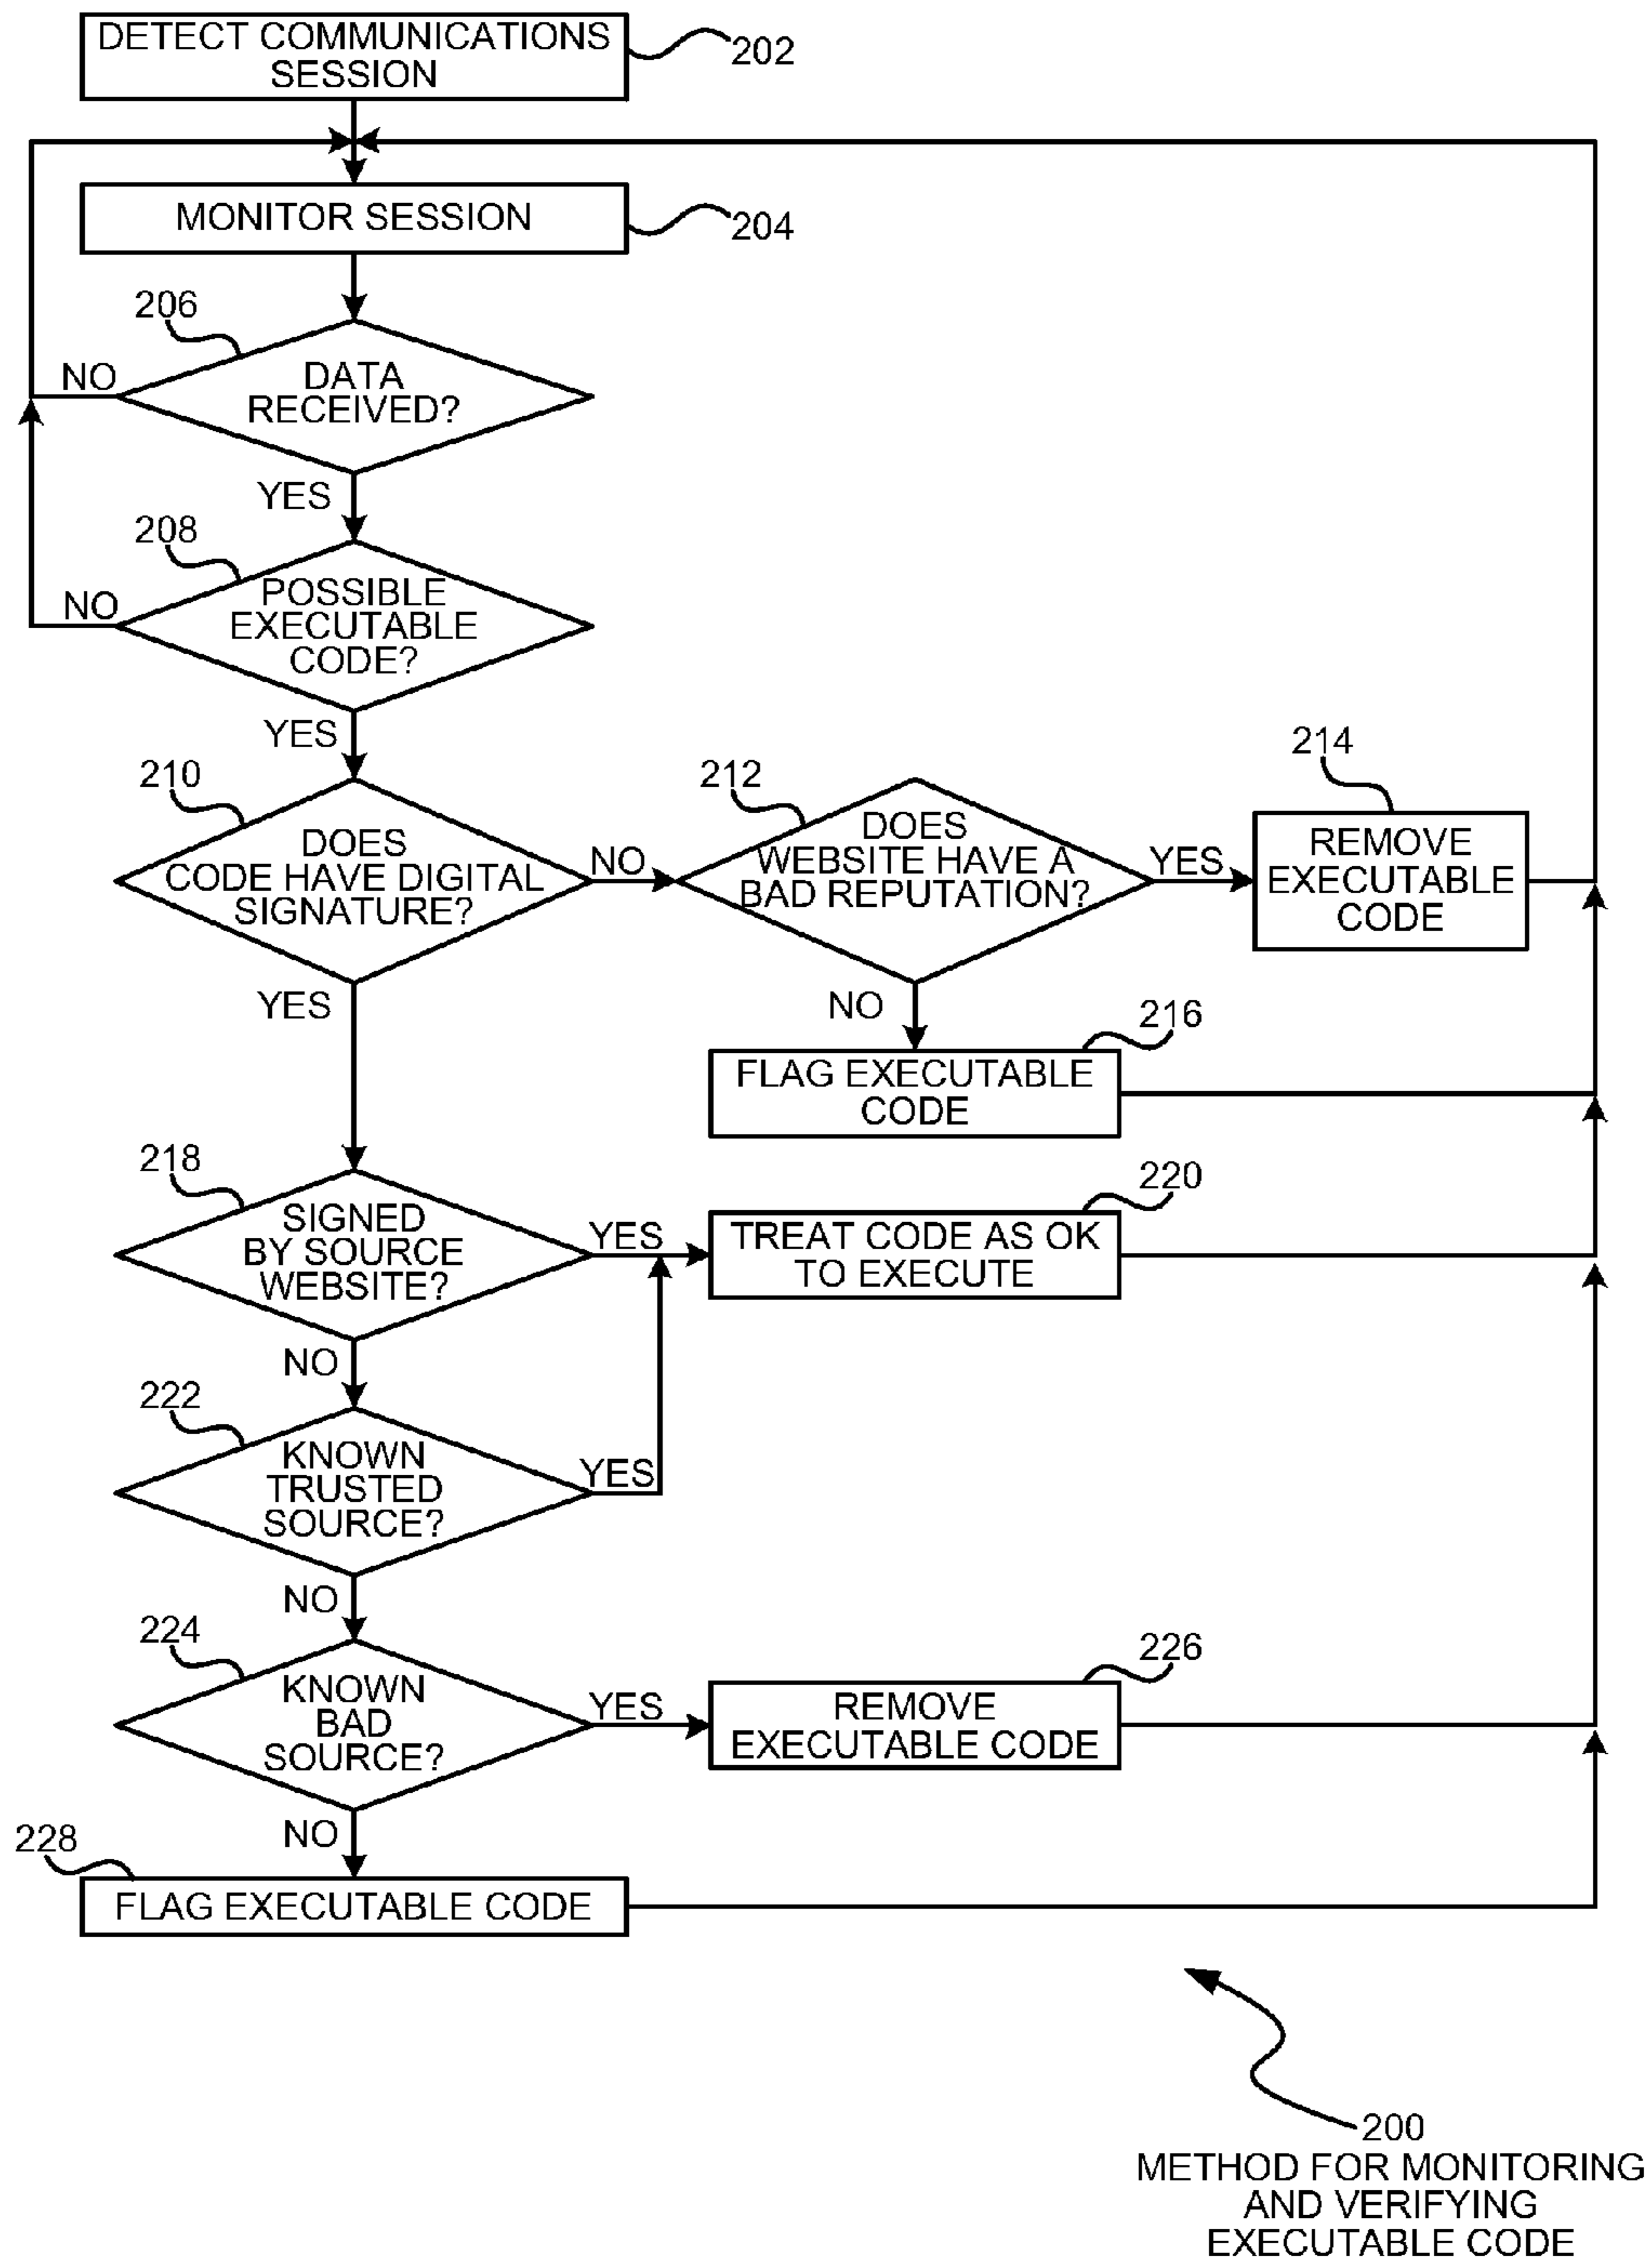 DETECT COMMUNICATIONS
SESSION
202
MONITOR SESSION
204
206
DATA
RECEIVED?
NO
YES
208
POSSIBLE
EXECUTABLE
CODE?
NO
YES
210
DOES
CODE HAVE DIGITAL
SIGNATURE?
NO
YES
212
DOES
WEBSITE HAVE A
BAD REPUTATION?
YES
NO
214
REMOVE
EXECUTABLE
CODE
216
FLAG EXECUTABLE
CODE
218
SIGNED
BY SOURCE
WEBSITE?
YES
NO
220
TREAT CODE AS OK
TO EXECUTE
222
KNOWN
TRUSTED
SOURCE?
YES
NO
224
KNOWN
BAD
SOURCE?
YES
NO
226
REMOVE
EXECUTABLE CODE
228
FLAG EXECUTABLE CODE
200
METHOD FOR MONITORING
AND VERIFYING
EXECUTABLE CODE